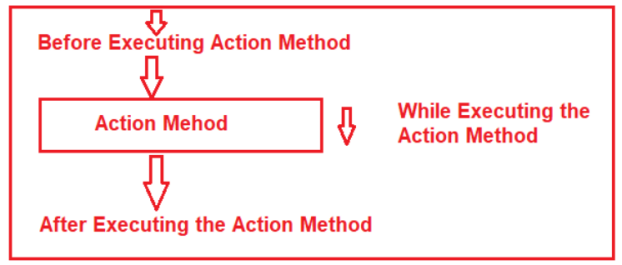 Before Executing Action Method
Action Mehod
While Executing the
Action Method
After Executing the Action Method